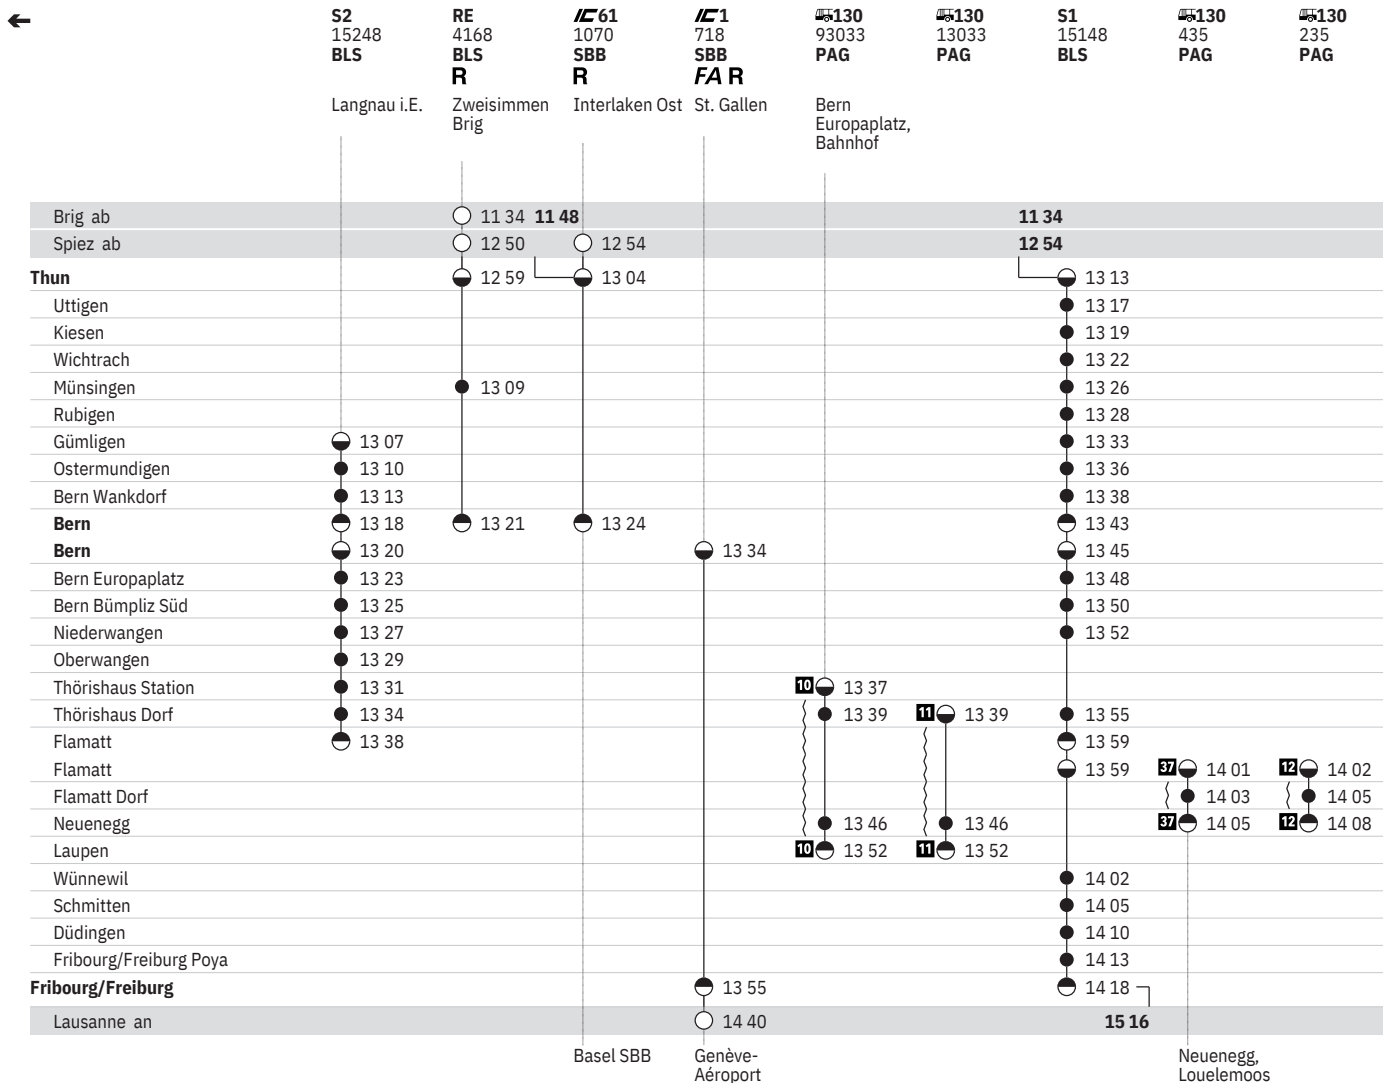 S2 RE IC61 IC1 130 130 S1 130 130
15248 4168 1070 718 93033 13033 15148 435 235
BLS BLS SBB SBB PAG PAG BLS PAG PAG
R R FA R
Langnau i.E. Zweisimmen Interlaken Ost St. Gallen Bern
Brig Europaplatz,
Bahnhof
Brig ab 11 34 11 48 11 34
Spiez ab 12 50 12 54 12 54
Thun 12 59 13 04 13 13
Uttigen 13 17
Kiesen 13 19
Wichtrach 13 22
Münsingen 13 09 13 26
Rubigen 13 28
Gümligen 13 07 13 33
Ostermundigen 13 10 13 36
Bern Wankdorf 13 13 13 38
Bern 13 18 13 21 13 24 13 43
Bern 13 20 13 34 13 45
Bern Europaplatz 13 23 13 48
Bern Bümpliz Süd 13 25 13 50
Niederwangen 13 27 13 52
Oberwangen 13 29
Thörishaus Station 13 31 10 13 37
Thörishaus Dorf 13 34 13 39 11 13 39 13 55
Flamatt 13 38 13 59
Flamatt 13 59 37 14 01 12 14 02
Flamatt Dorf 14 03 14 05
Neuenegg 13 46 13 46 37 14 05 12 14 08
Laupen 10 13 52 11 13 52
Wünnewil 14 02
Schmitten 14 05
Düdingen 14 10
Fribourg/Freiburg Poya 14 13
Fribourg/Freiburg 13 55 14 18
Lausanne an 14 40 15 16
Basel SBB Genève- Neuenegg,
Aéroport Louelemoos